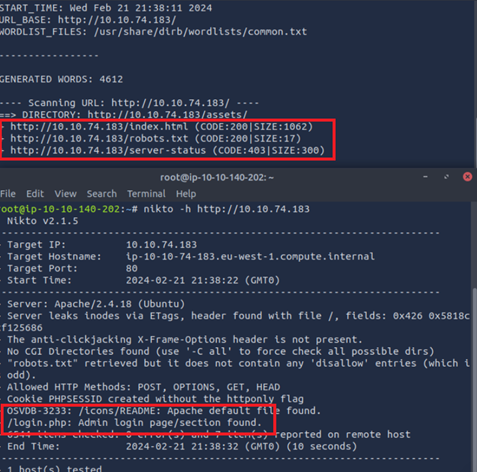 START_TIME: Wed Feb 21 21:38:11 2024
URL_BASE: http://10.10.74.183/
WORDLIST_FILES: /usr/share/dirb/wordlists/common.txt
----------------
GENERATED WORDS: 4612
---- Scanning URL: http://10.10.74.183/ ----
==> DIRECTORY: http://10.10.74.183/assets/
http://10.10.74.183/index.html (CODE:200|SIZE:1062)
http://10.10.74.183/robots.txt (CODE:200|SIZE:17)
http://10.10.74.183/server-status (CODE:403|SIZE:300)
root@ip-10-10-140-202: ~
File Edit View Search Terminal Help
root@ip-10-10-140-202:~# nikto -h http://10.10.74.183
Nikto v2.1.5
---------------------------------------------------------------------------
Target IP: 10.10.74.183
Target Hostname: ip-10-10-74-183.eu-west-1.compute.internal
Target Port: 80
Start Time: 2024-02-21 21:38:22 (GMT0)
---------------------------------------------------------------------------
Server: Apache/2.4.18 (Ubuntu)
Server leaks inodes via ETags, header found with file /, fields: 0x426 0x5818c
f125686
The anti-clickjacking X-Frame-Options header is not present.
No CGI Directories found (use '-C all' to force check all possible dirs)
"robots.txt" retrieved but it does not contain any 'disallow' entries (which i
odd).
Allowed HTTP Methods: POST, OPTIONS, GET, HEAD
Cookie PHPSESSID created without the httponly flag
OSVDB-3233: /icons/README: Apache default file found.
/login.php: Admin login page/section found.
6544 items checked: 0 error(s) and 7 item(s) reported on remote host
End Time: 2024-02-21 21:38:32 (GMT0) (10 seconds)
---------------------------------------------------------------------------
1 host(s) tested